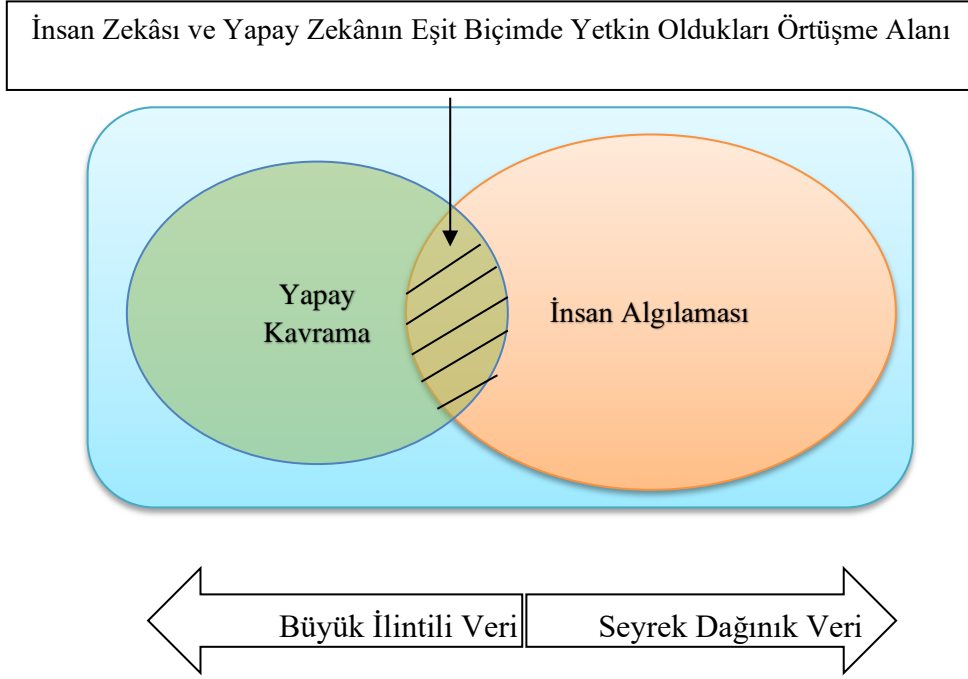 İnsan Zekâsı ve Yapay Zekânın Eşit Biçimde Yetkin Oldukları Örtüşme Alanı
Yapay
Kavrama
İnsan Algılaması
Büyük İlintili Veri
Seyrek Dağınık Veri